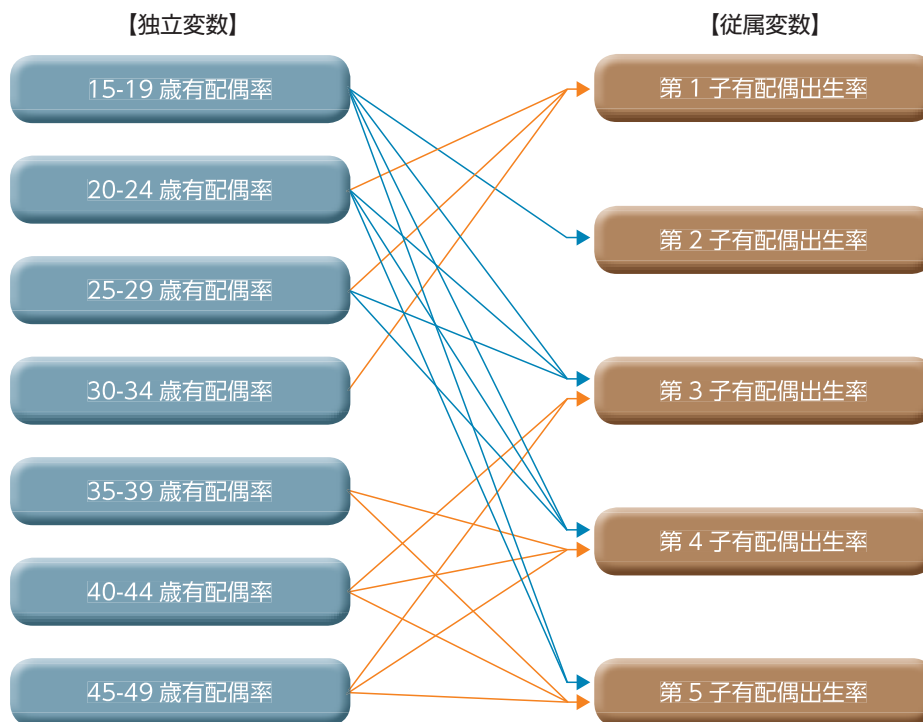 【独立変数】
【従属変数】
15-19 歳有配偶率
第 1 子有配偶出生率
20-24 歳有配偶率
第 2 子有配偶出生率
25-29 歳有配偶率
30-34 歳有配偶率
第 3 子有配偶出生率
35-39 歳有配偶率
第 4 子有配偶出生率
40-44 歳有配偶率
45-49 歳有配偶率
第 5 子有配偶出生率